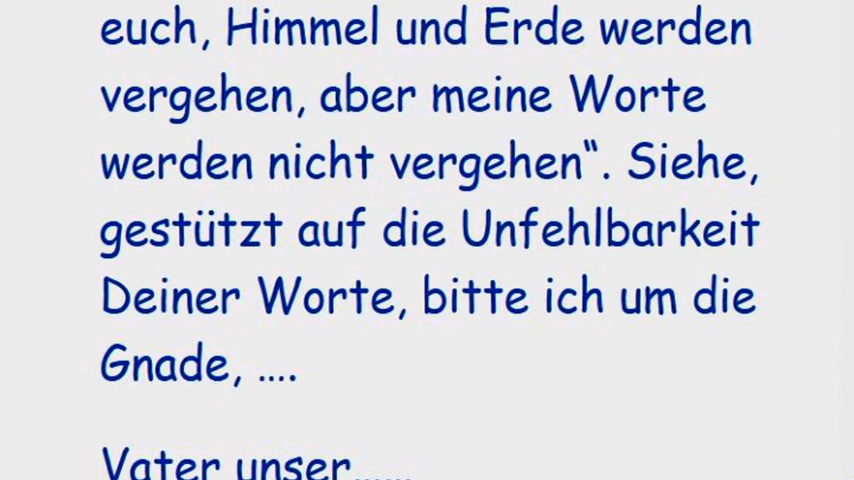 euch, Himmel und Erde werden
vergehen, aber meine Worte
werden nicht vergehen“. Siehe,
gestützt auf die Unfehlbarkeit
Deiner Worte, bitte ich um die
Gnade, ....
Vater unser......